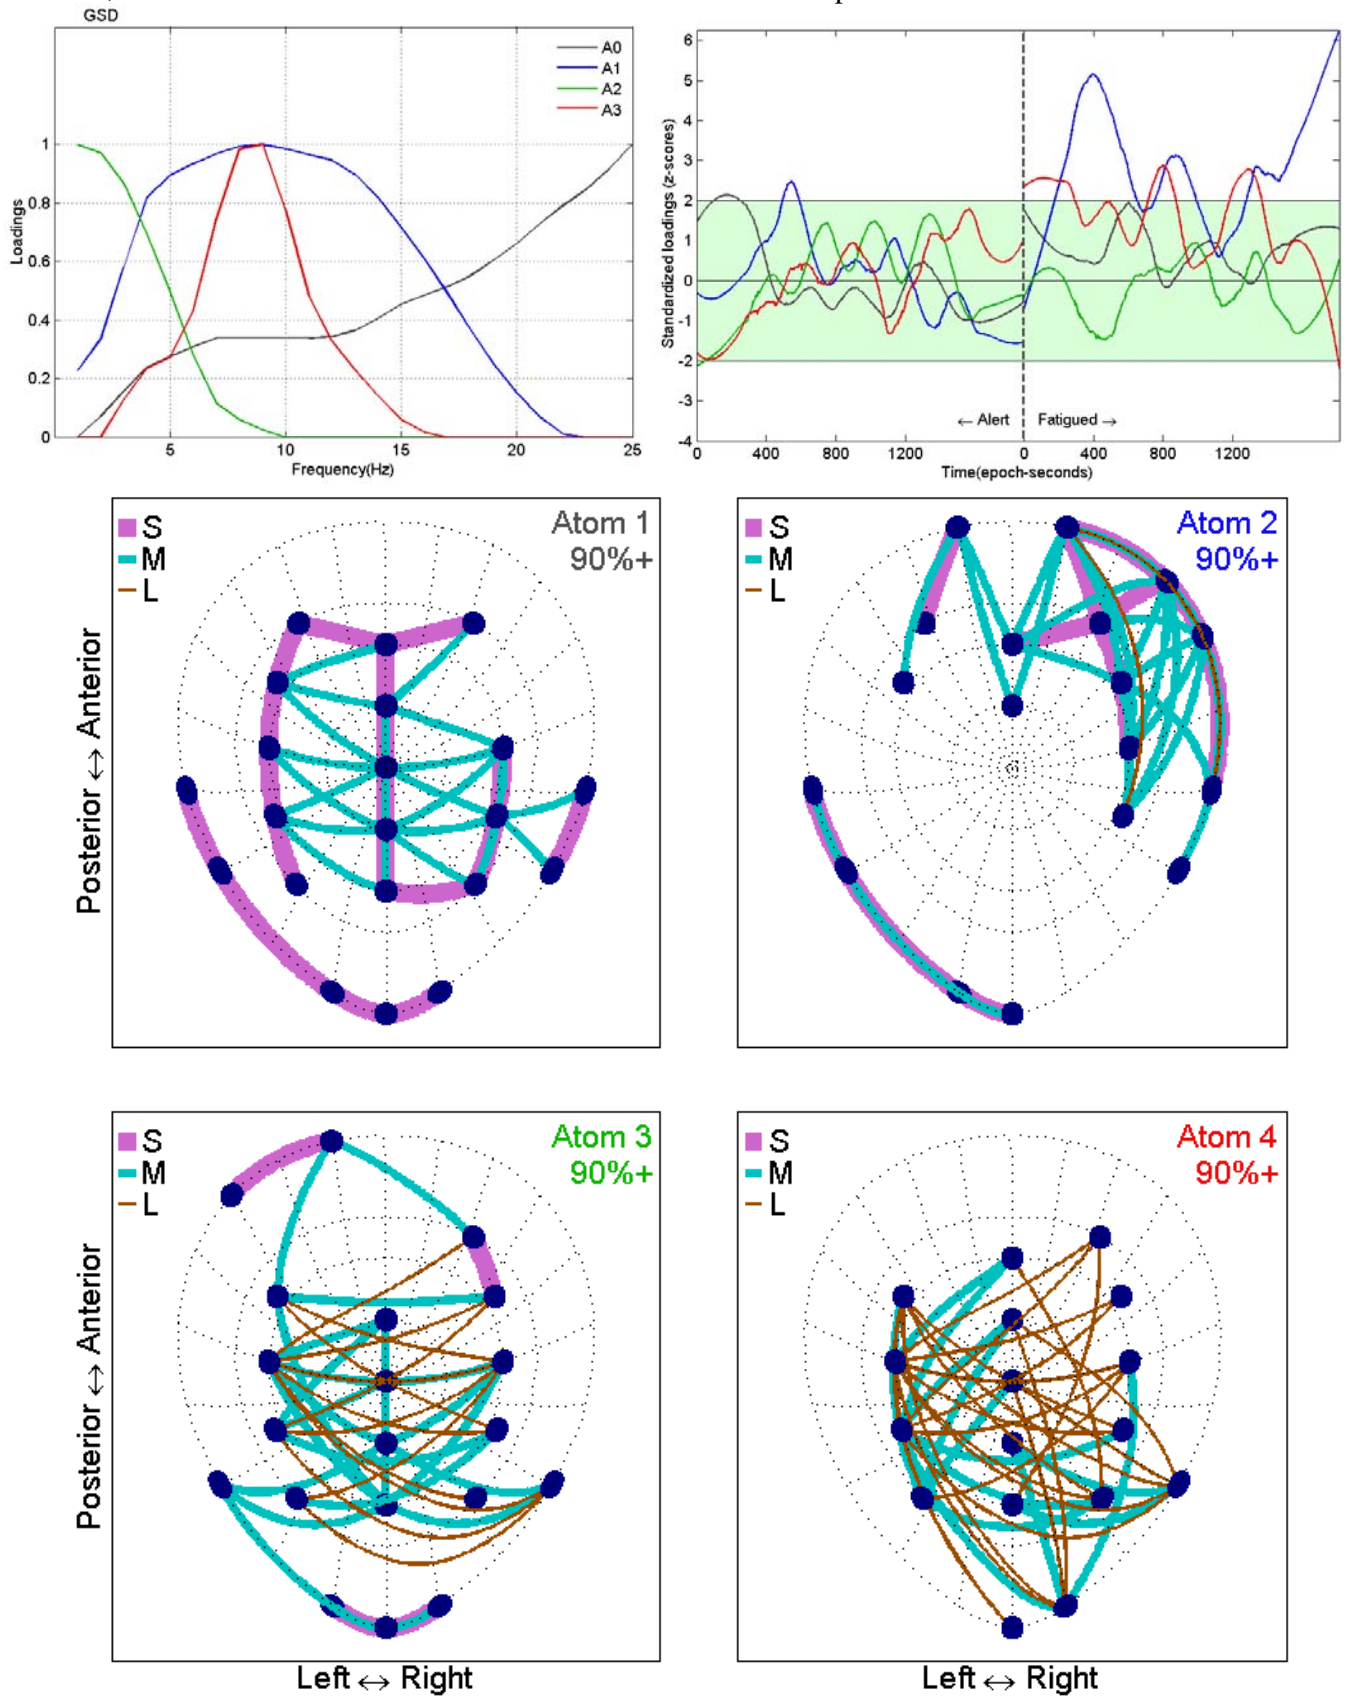 GSD
A0
A1
A2
A3
1
0.8
0.6
0.4
0.2
0
Loadings
5
10
15
20
25
Frequency(Hz)
6
5
4
3
2
1
0
-1
-2
-3
-4
Standardized loadings (z-scores)
← Alert
Fatigued →
0
400
800
1200
0
400
800
1200
Time(epoch-seconds)
S
M
L
Atom 1
90%+
Posterior ↔ Anterior
S
M
L
Atom 2
90%+
S
M
L
Atom 3
90%+
Posterior ↔ Anterior
Left ↔ Right
S
M
L
Atom 4
90%+
Left ↔ Right